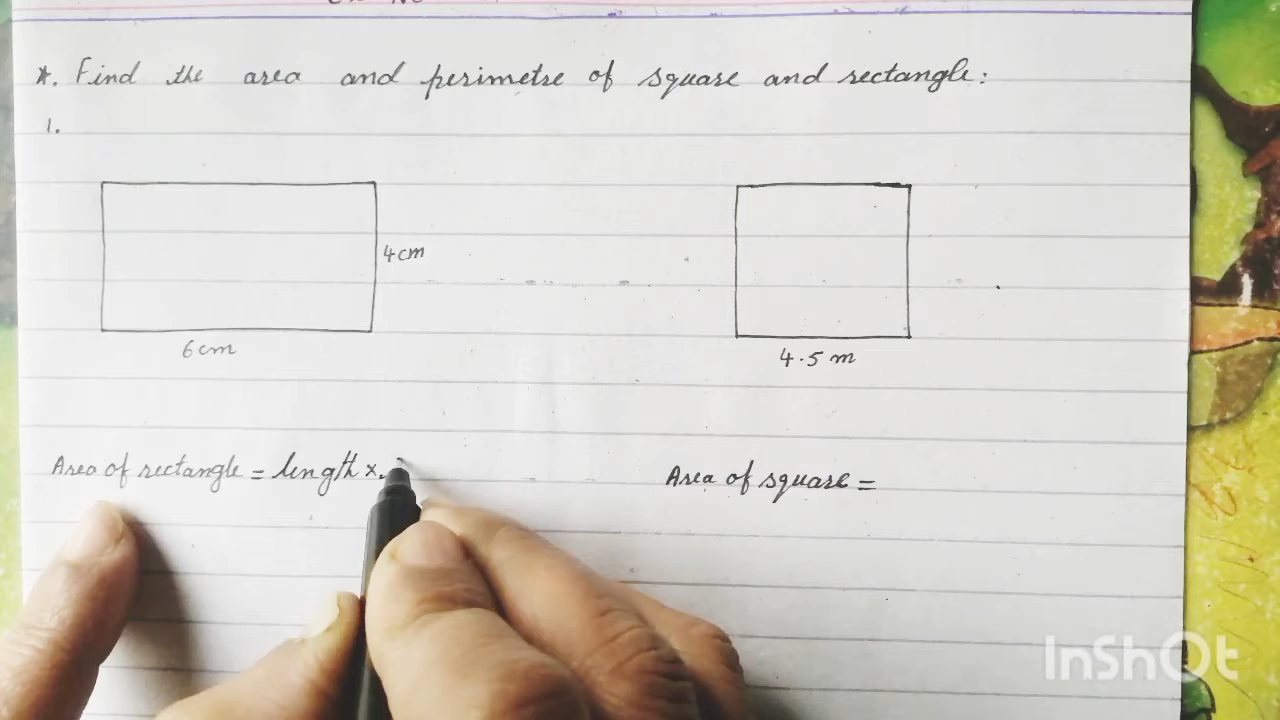 *. Find the area and perimetre of square and rectangle:
1.
4cm
6cm
4.5 m
Area of rectangle = length ×
Area of square =
InShOt